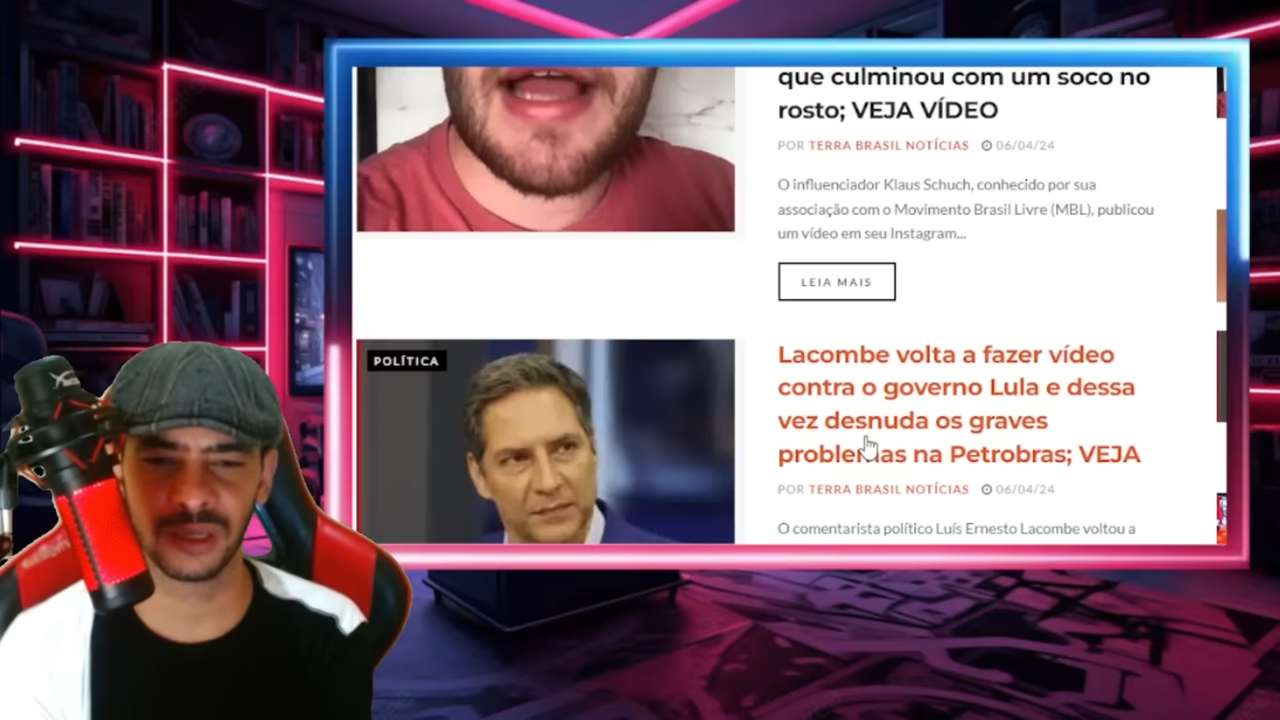 que culminou com um soco no
rosto; VEJA VÍDEO
POR TERRA BRASIL NOTÍCIAS 06/04/24
O influenciador Klaus Schuch, conhecido por sua
associação com o Movimento Brasil Livre (MBL), publicou
um vídeo em seu Instagram...
LEIA MAIS
POLÍTICA
Lacombe volta a fazer vídeo
contra o governo Lula e dessa
vez desnuda os graves
problemas na Petrobras; VEJA
POR TERRA BRASIL NOTÍCIAS 06/04/24
O comentarista político Luís Ernesto Lacombe voltou a